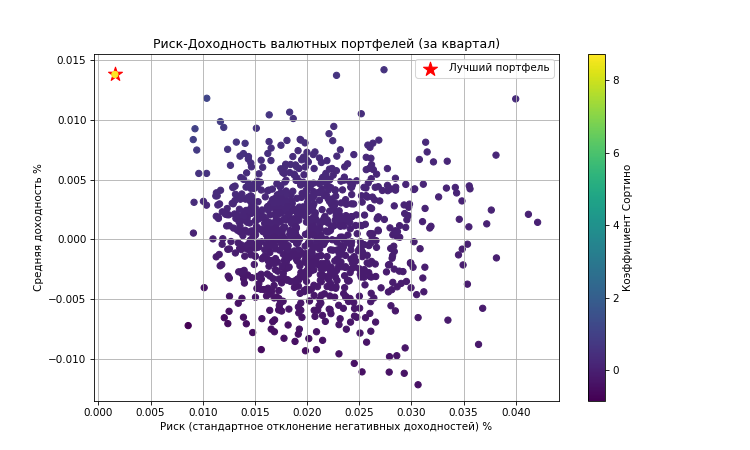 Риск-Доходность валютных портфелей (за квартал)
Лучший портфель
0.015
0.010
0.005
0.000
−0.005
−0.010
Средняя доходность %
0.000 0.005 0.010 0.015 0.020 0.025 0.030 0.035 0.040
Риск (стандартное отклонение негативных доходностей) %
8
6
4
2
0
Коэффициент Сортино